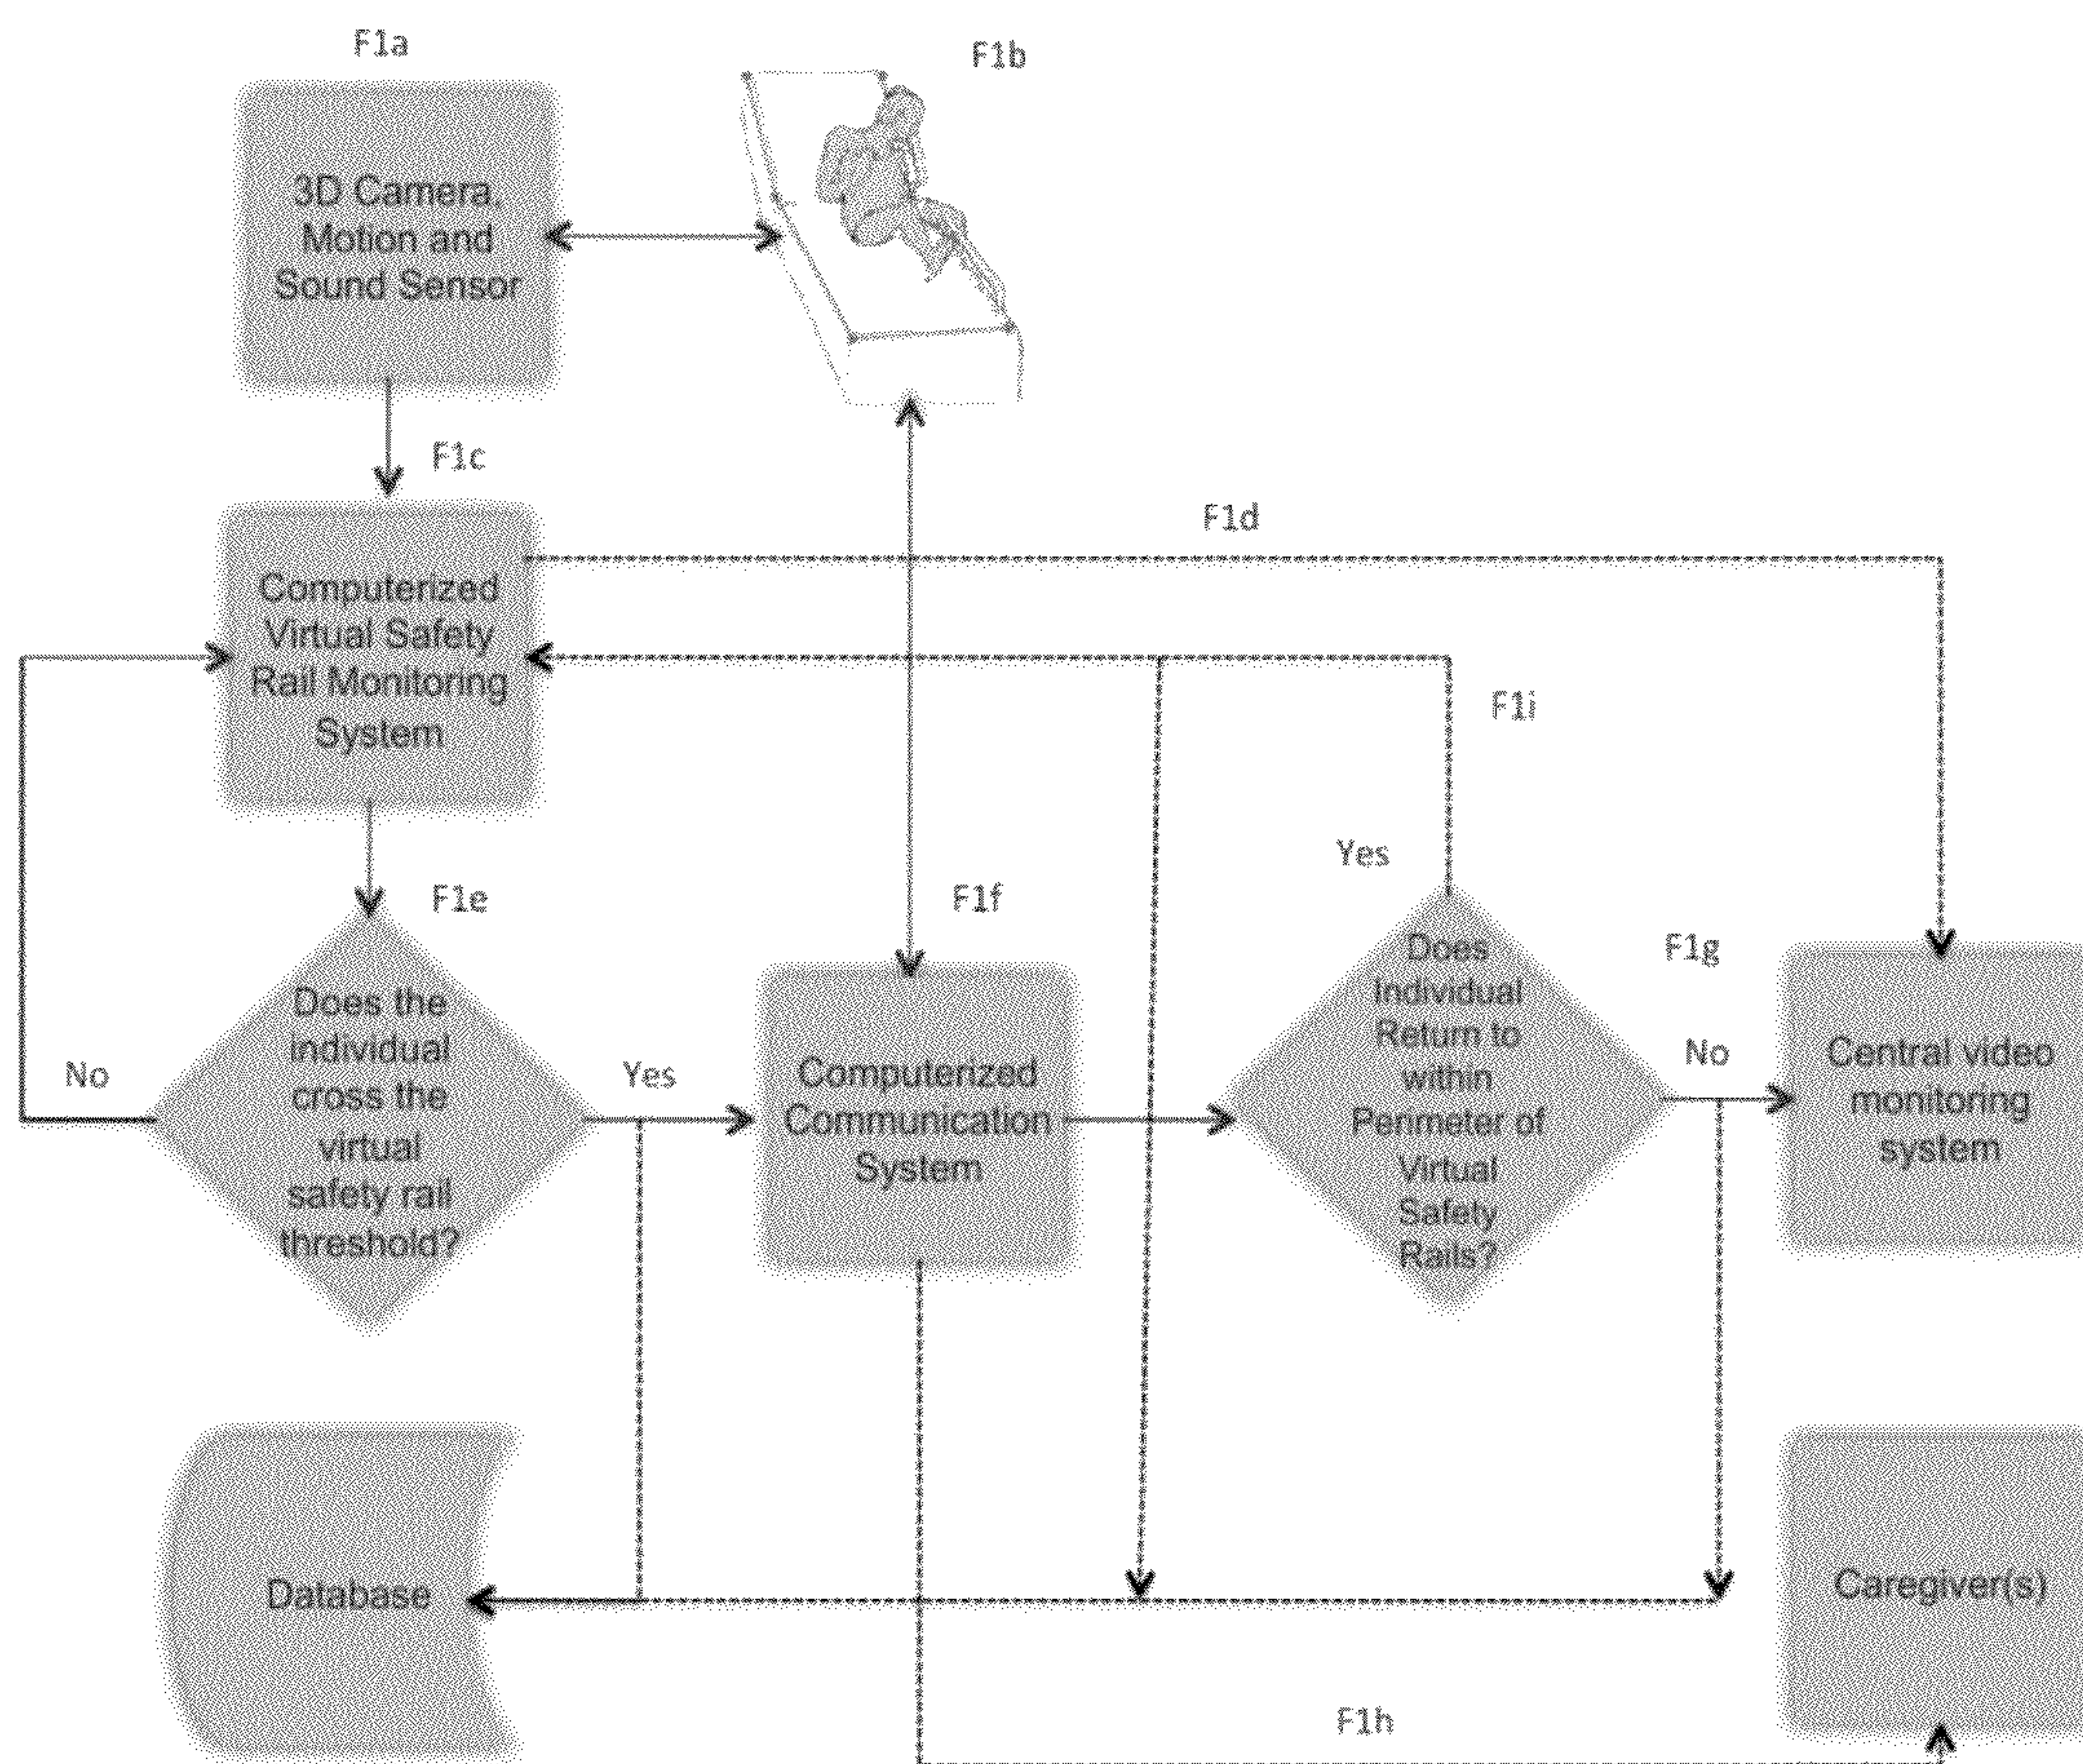 F1a
F1b
3D Camera,
Motion and
Sound Sensor
F1c
F1d
Computerized
Virtual Safety
Rail Monitoring
System
F1i
Yes
F1e
F1f
F1g
Does the
individual
cross the
virtual
safety rail
threshold?
No
Yes
Computerized
Communication
System
Does
Individual
Return to
within
Perimeter of
Virtual
Safety
Rails?
No
Central video
monitoring
system
Database
Caregiver(s)
F1h